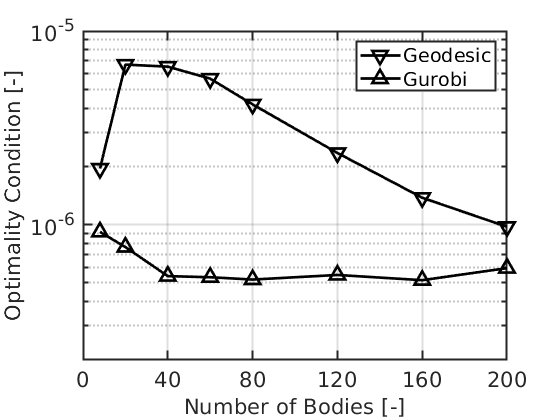 10^-5
Geodesic
Gurobi
Optimality Condition [-]
10^-6
0 40 80 120 160 200
Number of Bodies [-]